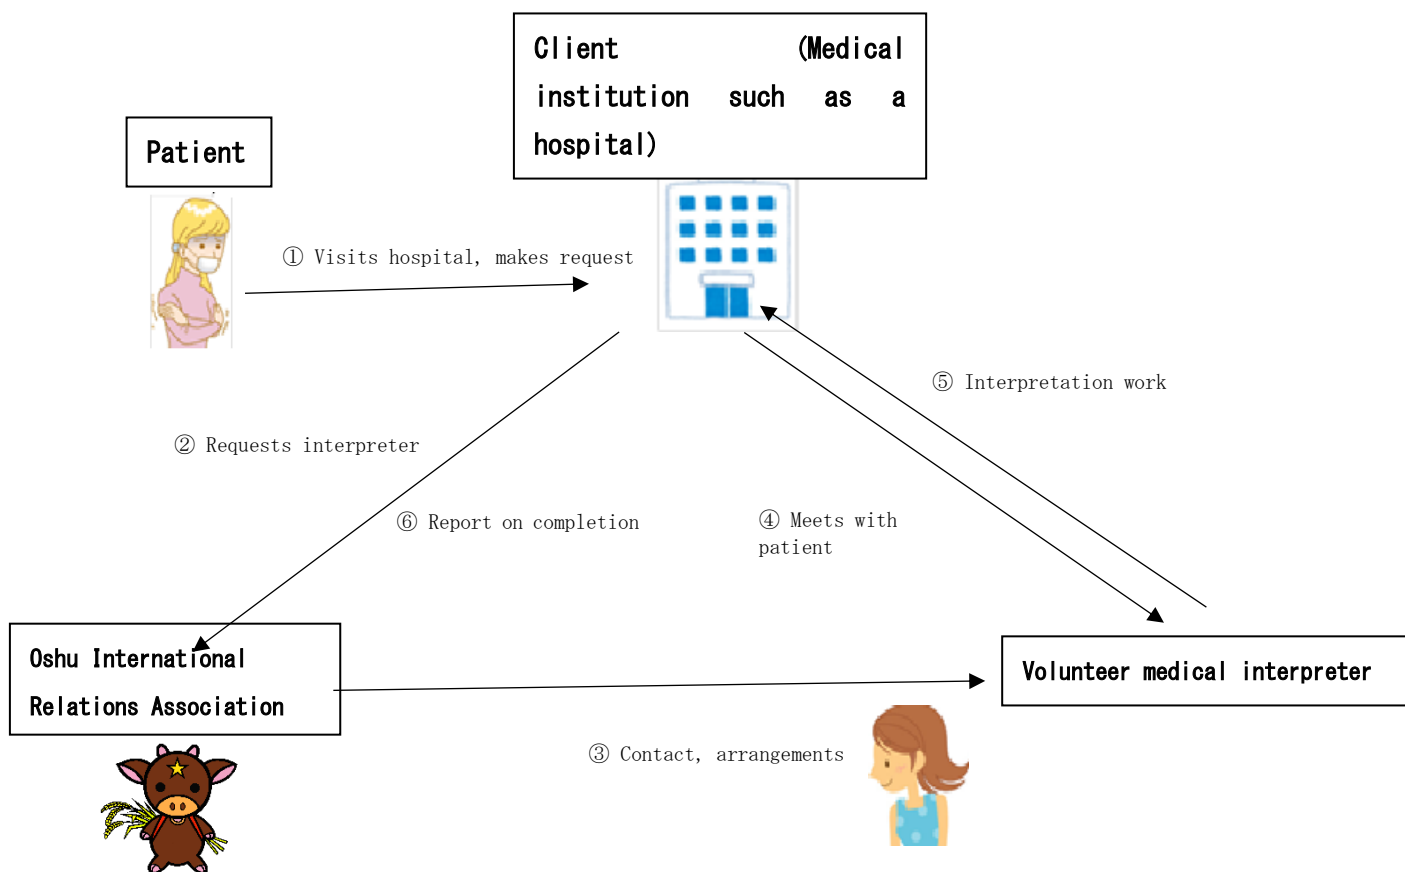 Client (Medical
institution such as a
hospital)
Patient
① Visits hospital, makes request
⑤ Interpretation work
② Requests interpreter
⑥ Report on completion
④ Meets with
patient
Oshu International
Relations Association
Volunteer medical interpreter
③ Contact, arrangements